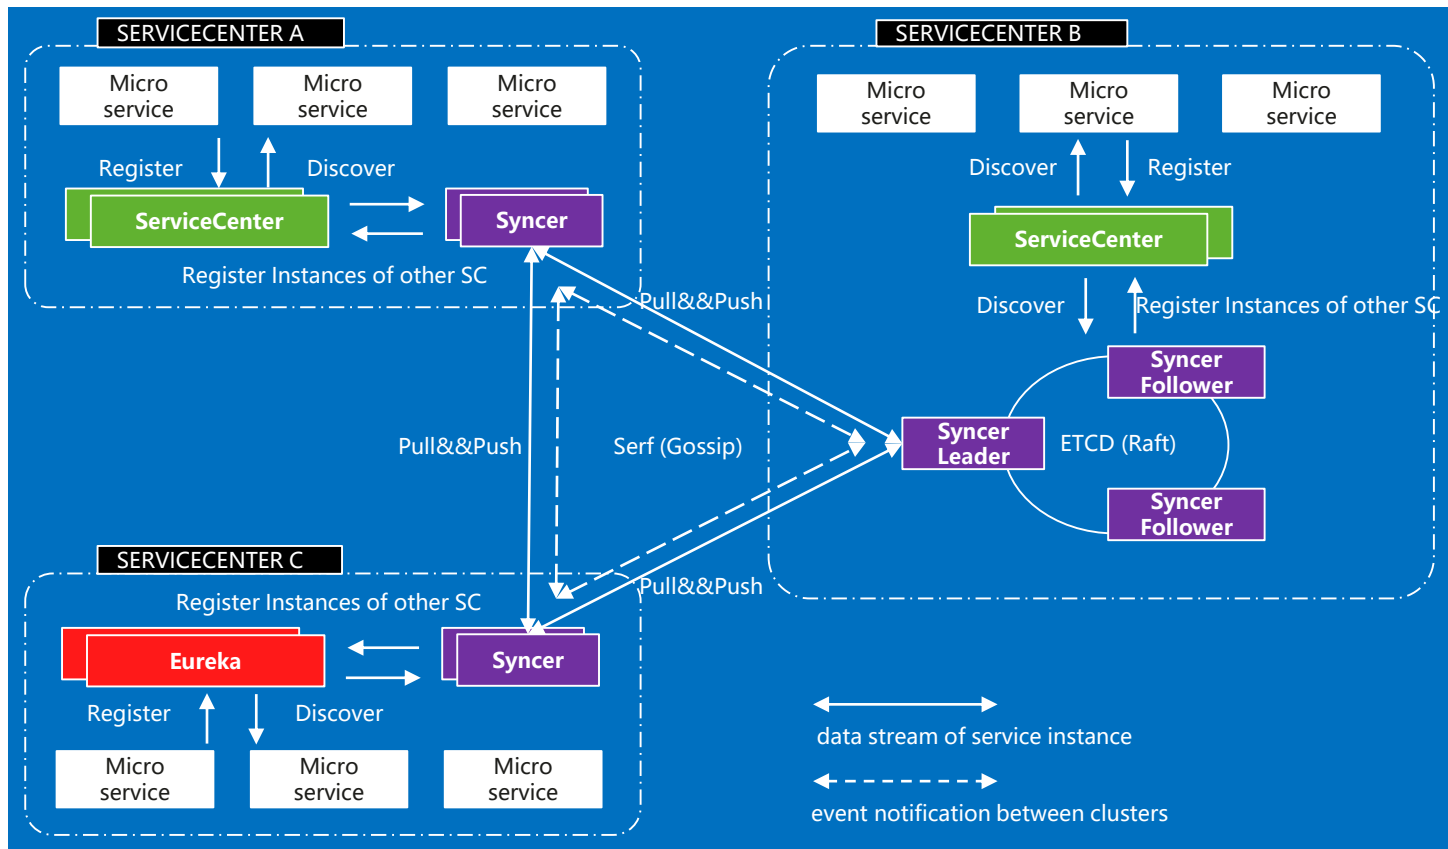 SERVICECENTER A
Micro
service
Micro
service
Micro
service
Register
Discover
ServiceCenter
Syncer
Register Instances of other SC
SERVICECENTER B
Micro
service
Micro
service
Micro
service
Discover
Register
ServiceCenter
Discover
Register Instances of other SC
Syncer
Follower
Syncer
Leader
ETCD (Raft)
Syncer
Follower
Pull&&Push
Pull&&Push
Serf (Gossip)
Pull&&Push
SERVICECENTER C
Register Instances of other SC
Eureka
Syncer
Register
Discover
Micro
service
Micro
service
Micro
service
data stream of service instance
event notification between clusters